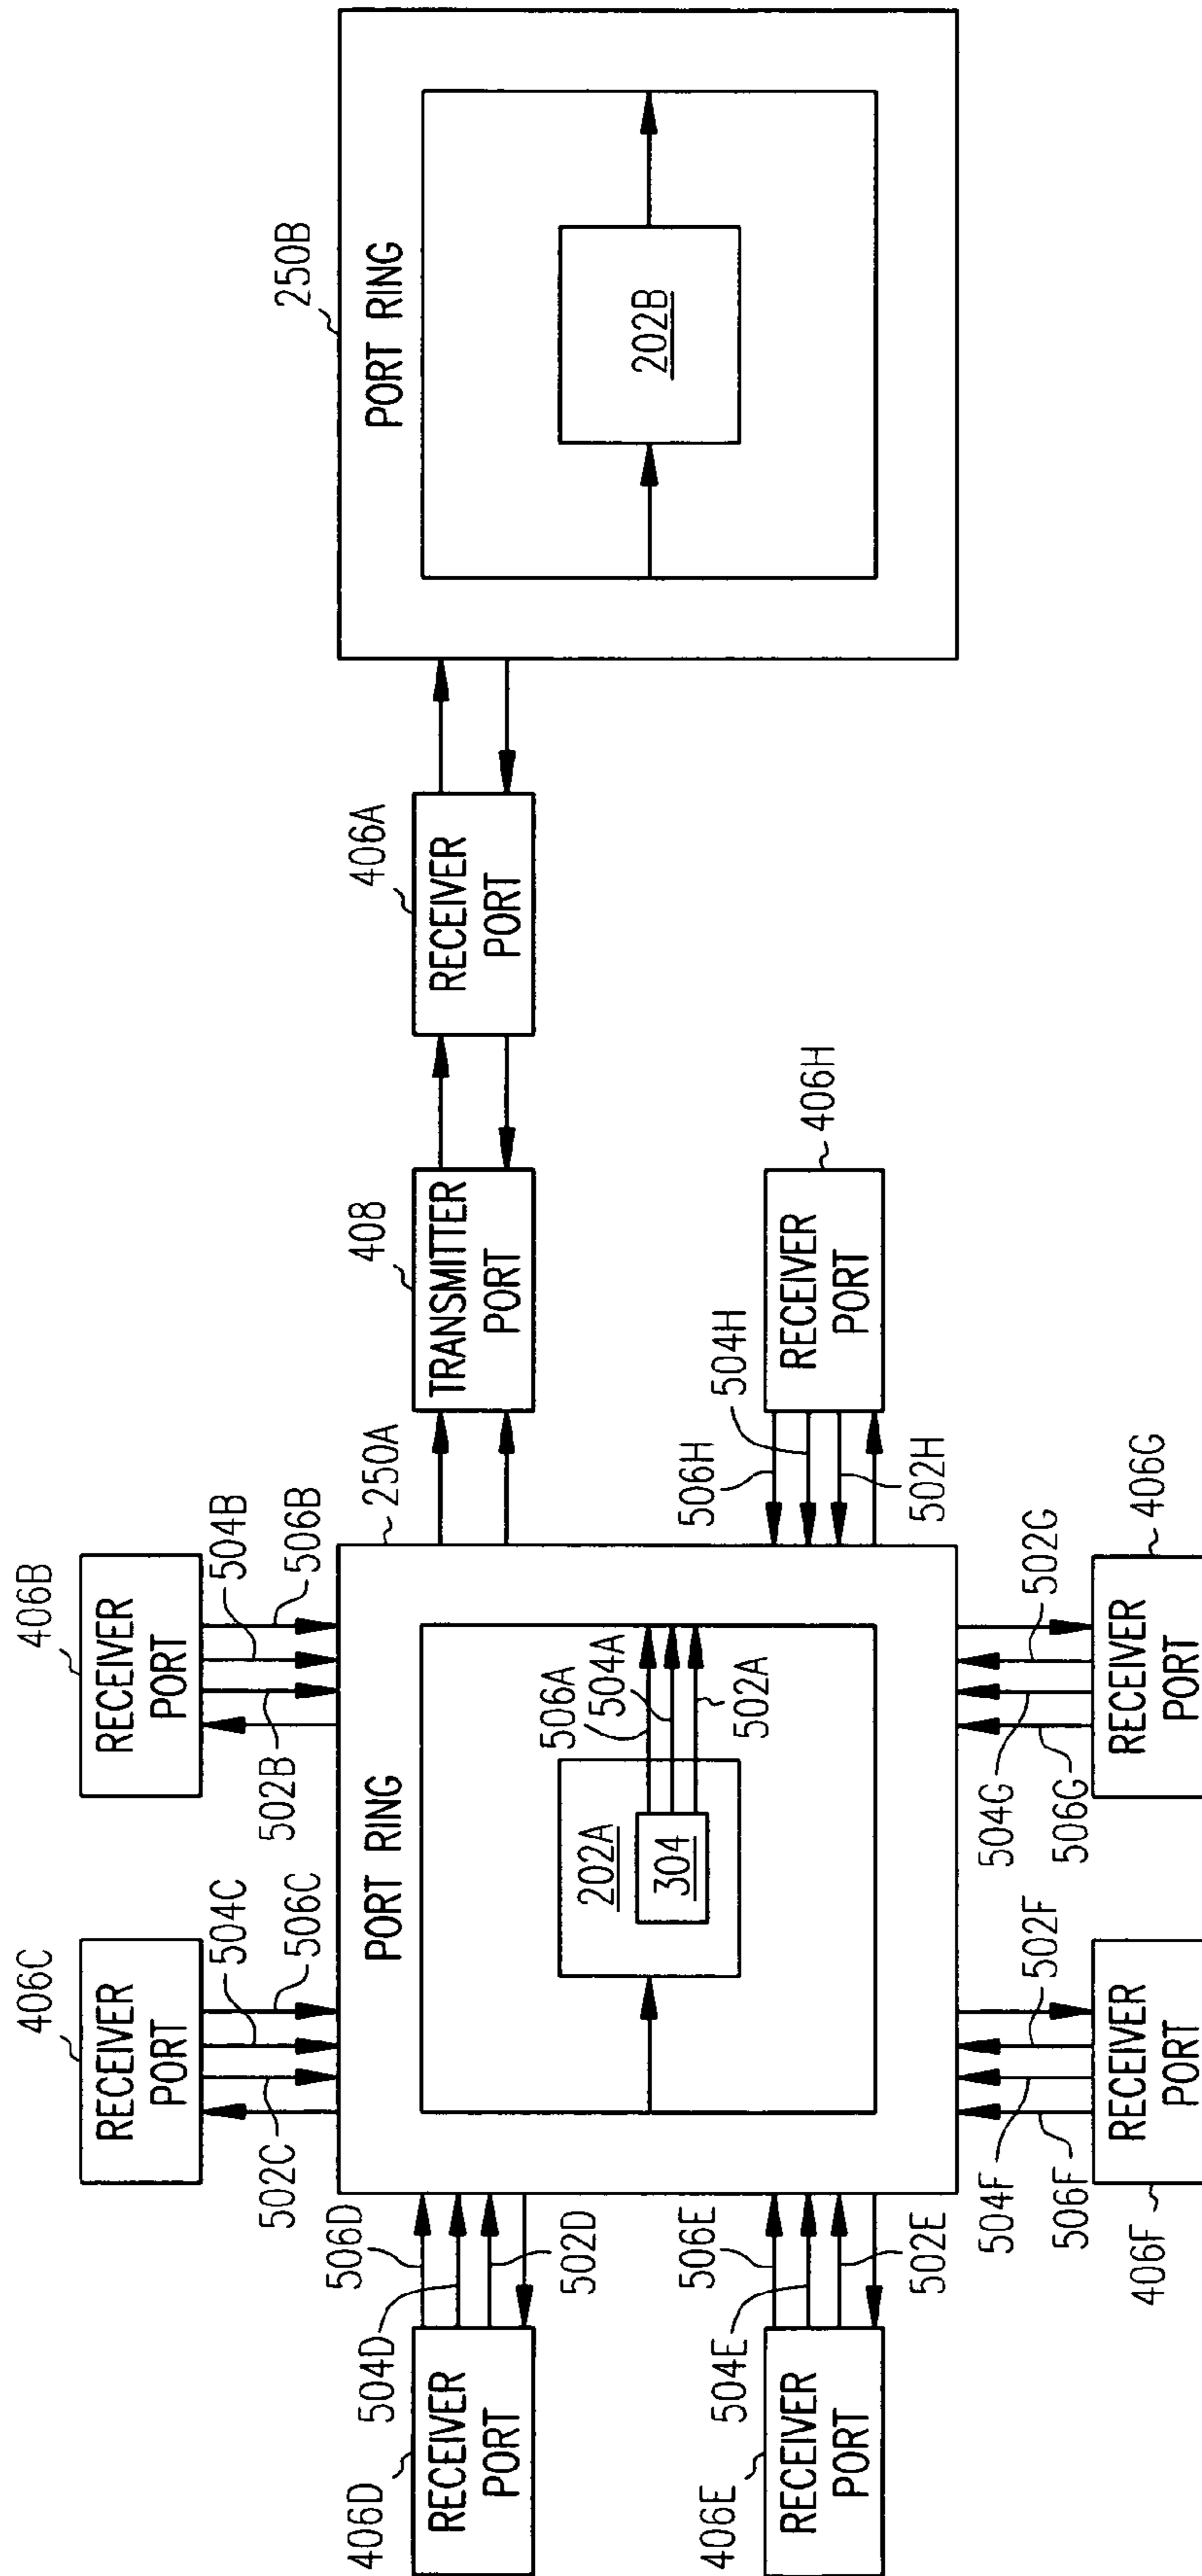 406C
RECEIVER
PORT
502C
504C
506C
406B
RECEIVER
PORT
502B
504B
506B
406D
RECEIVER
PORT
506D
504D
502D
406E
RECEIVER
PORT
506E
504E
502E
PORT RING
250A
202A
304
506A
504A
502A
408
TRANSMITTER
PORT
406A
RECEIVER
PORT
250B
PORT RING
202B
406H
RECEIVER
PORT
506H
504H
502H
406F
RECEIVER
PORT
506F
504F
502F
406G
RECEIVER
PORT
506G
504G
502G